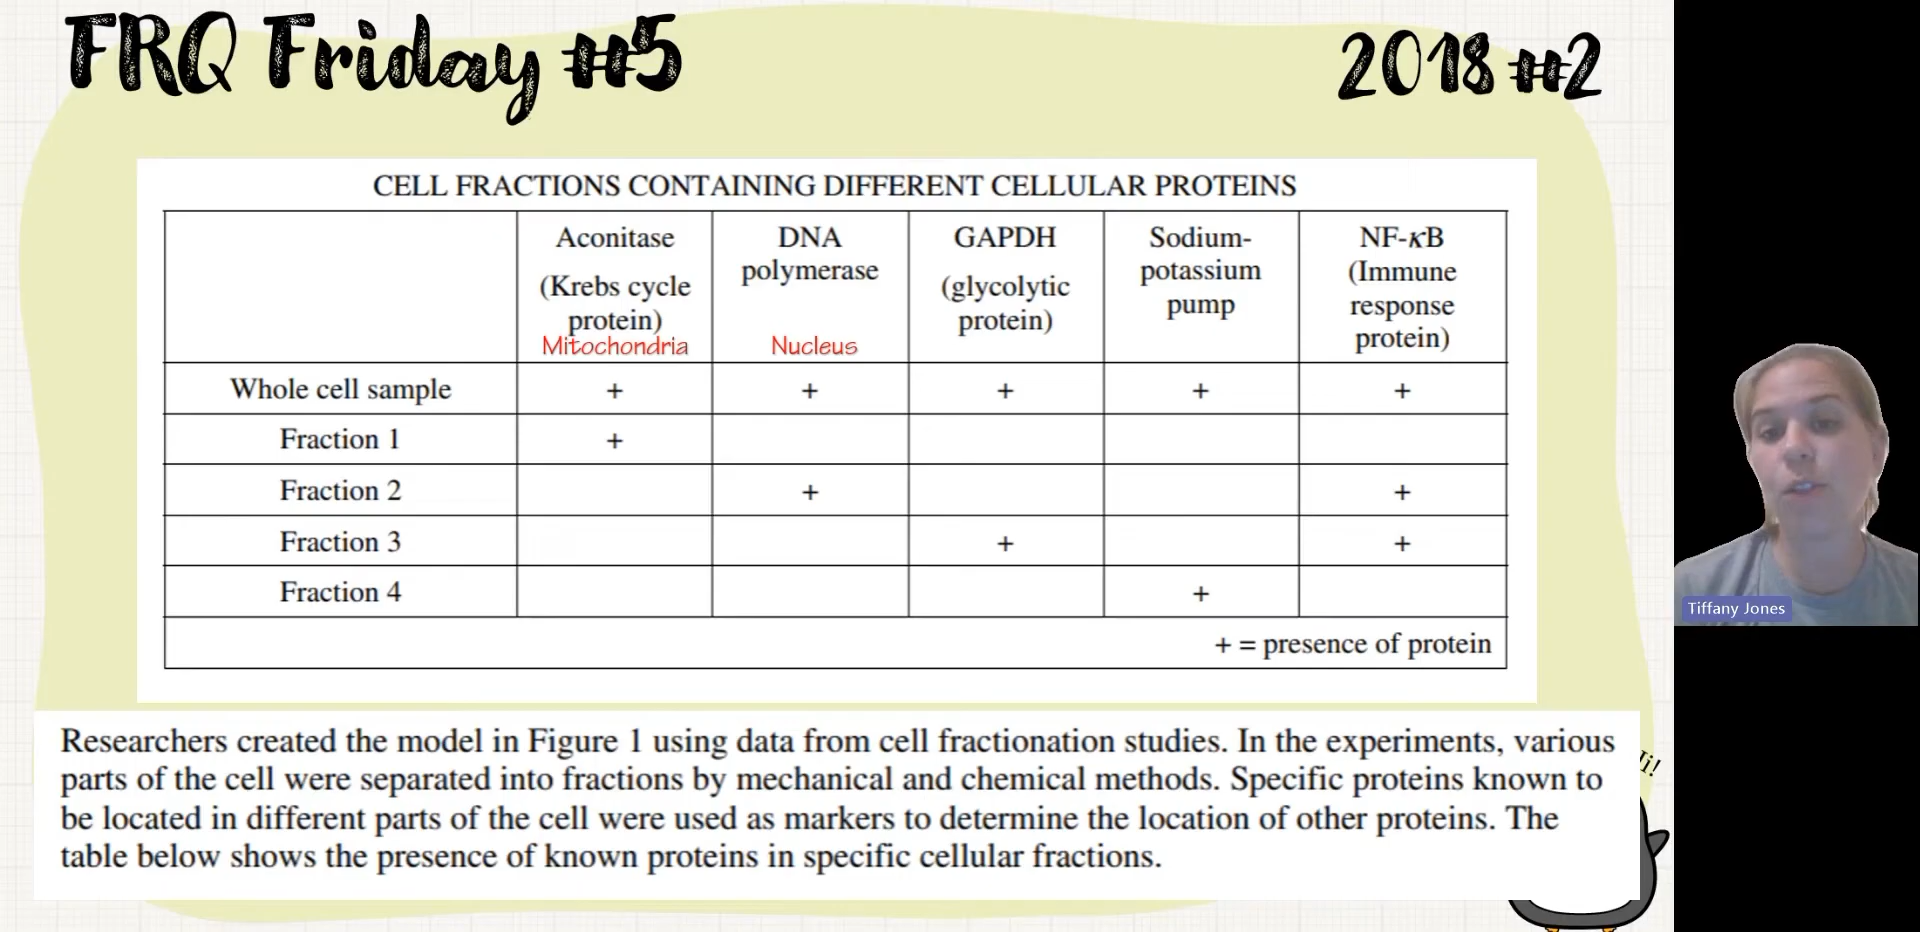 FRQ Friday #5
2018 #2
CELL FRACTIONS CONTAINING DIFFERENT CELLULAR PROTEINS
Aconitase
(Krebs cycle
protein)
Mitochondria
DNA
polymerase
Nucleus
GAPDH
(glycolytic
protein)
Sodium-
potassium
pump
NF-κB
(Immune
response
protein)
Whole cell sample + + + + +
Fraction 1 +
Fraction 2 + +
Fraction 3 + +
Fraction 4 +
+ = presence of protein
Researchers created the model in Figure 1 using data from cell fractionation studies. In the experiments, various
parts of the cell were separated into fractions by mechanical and chemical methods. Specific proteins known to
be located in different parts of the cell were used as markers to determine the location of other proteins. The
table below shows the presence of known proteins in specific cellular fractions.
Tiffany Jones